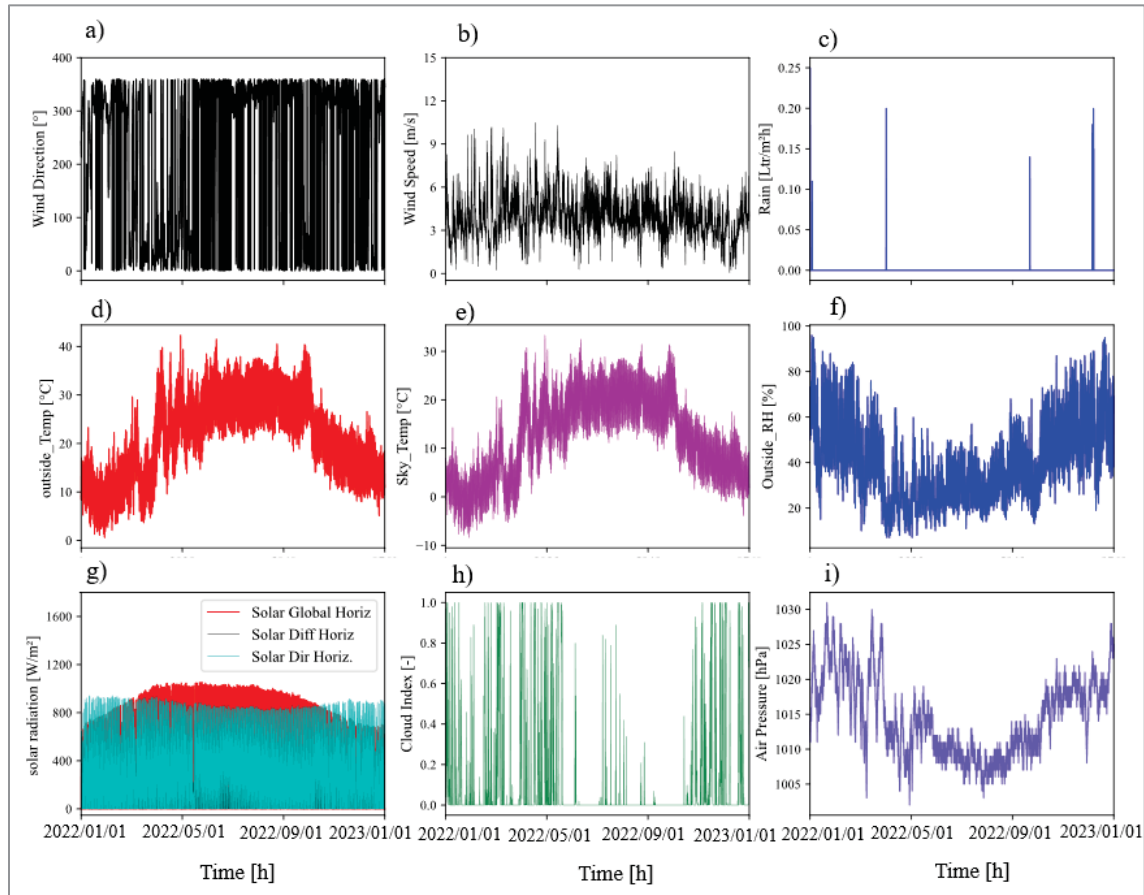 a)
Wind Direction [°]
400
300
200
100
0
b)
Wind Speed [m/s]
15
12
9
6
3
0
c)
Rain [Ltr/m²h]
0.25
0.20
0.15
0.10
0.05
0.00
d)
outside_Temp [°C]
40
30
20
10
0
e)
Sky_Temp [°C]
30
20
10
0
−10
f)
Outside_RH [%]
100
80
60
40
20
g)
solar radiation [W/m²]
1600
1200
800
400
0
Solar Global Horiz
Solar Diff Horiz
Solar Dir Horiz.
2022/01/01 2022/05/01 2022/09/01 2023/01/01
Time [h]
h)
Cloud Index [-]
1.0
0.8
0.6
0.4
0.2
0.0
2022/01/01 2022/05/01 2022/09/01 2023/01/01
Time [h]
i)
Air Pressure [hPa]
1030
1025
1020
1015
1010
1005
2022/01/01 2022/05/01 2022/09/01 2023/01/01
Time [h]